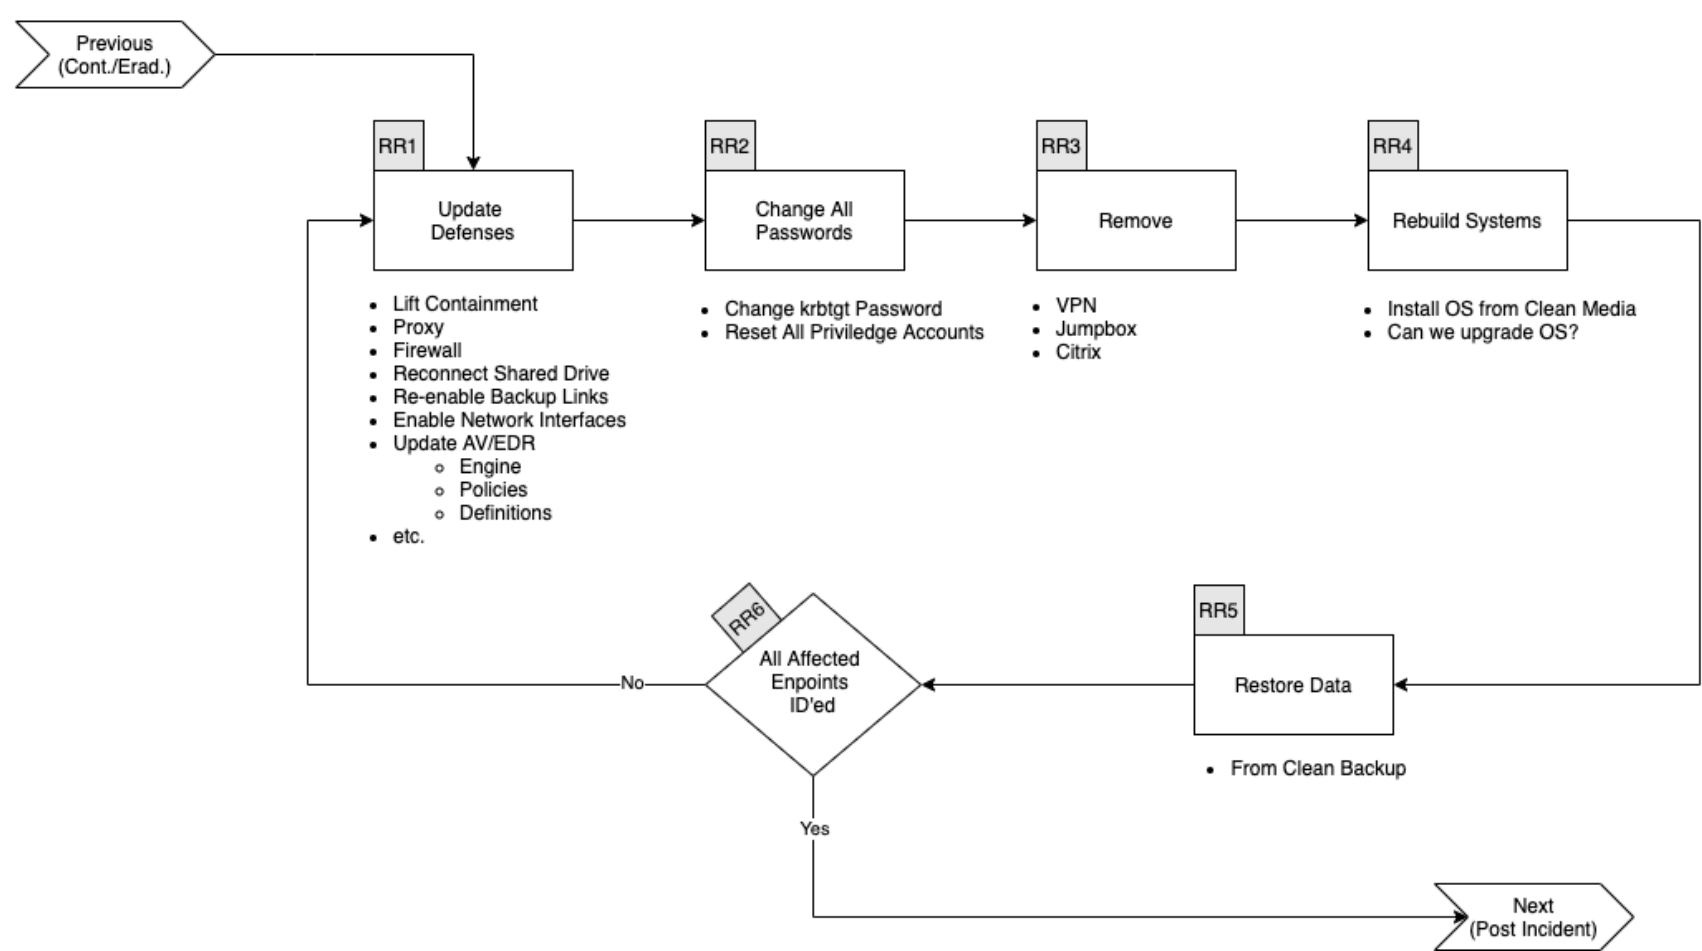 Previous
(Cont./Erad.)
RR1
Update
Defenses
RR2
Change All
Passwords
RR3
Remove
RR4
Rebuild Systems
• Lift Containment
• Proxy
• Firewall
• Reconnect Shared Drive
• Re-enable Backup Links
• Enable Network Interfaces
• Update AV/EDR
○ Engine
○ Policies
○ Definitions
• etc.
• Change krbtgt Password
• Reset All Priviledge Accounts
• VPN
• Jumpbox
• Citrix
• Install OS from Clean Media
• Can we upgrade OS?
RR5
Restore Data
• From Clean Backup
RR6
All Affected
Enpoints
ID'ed
No
Yes
Next
(Post Incident)